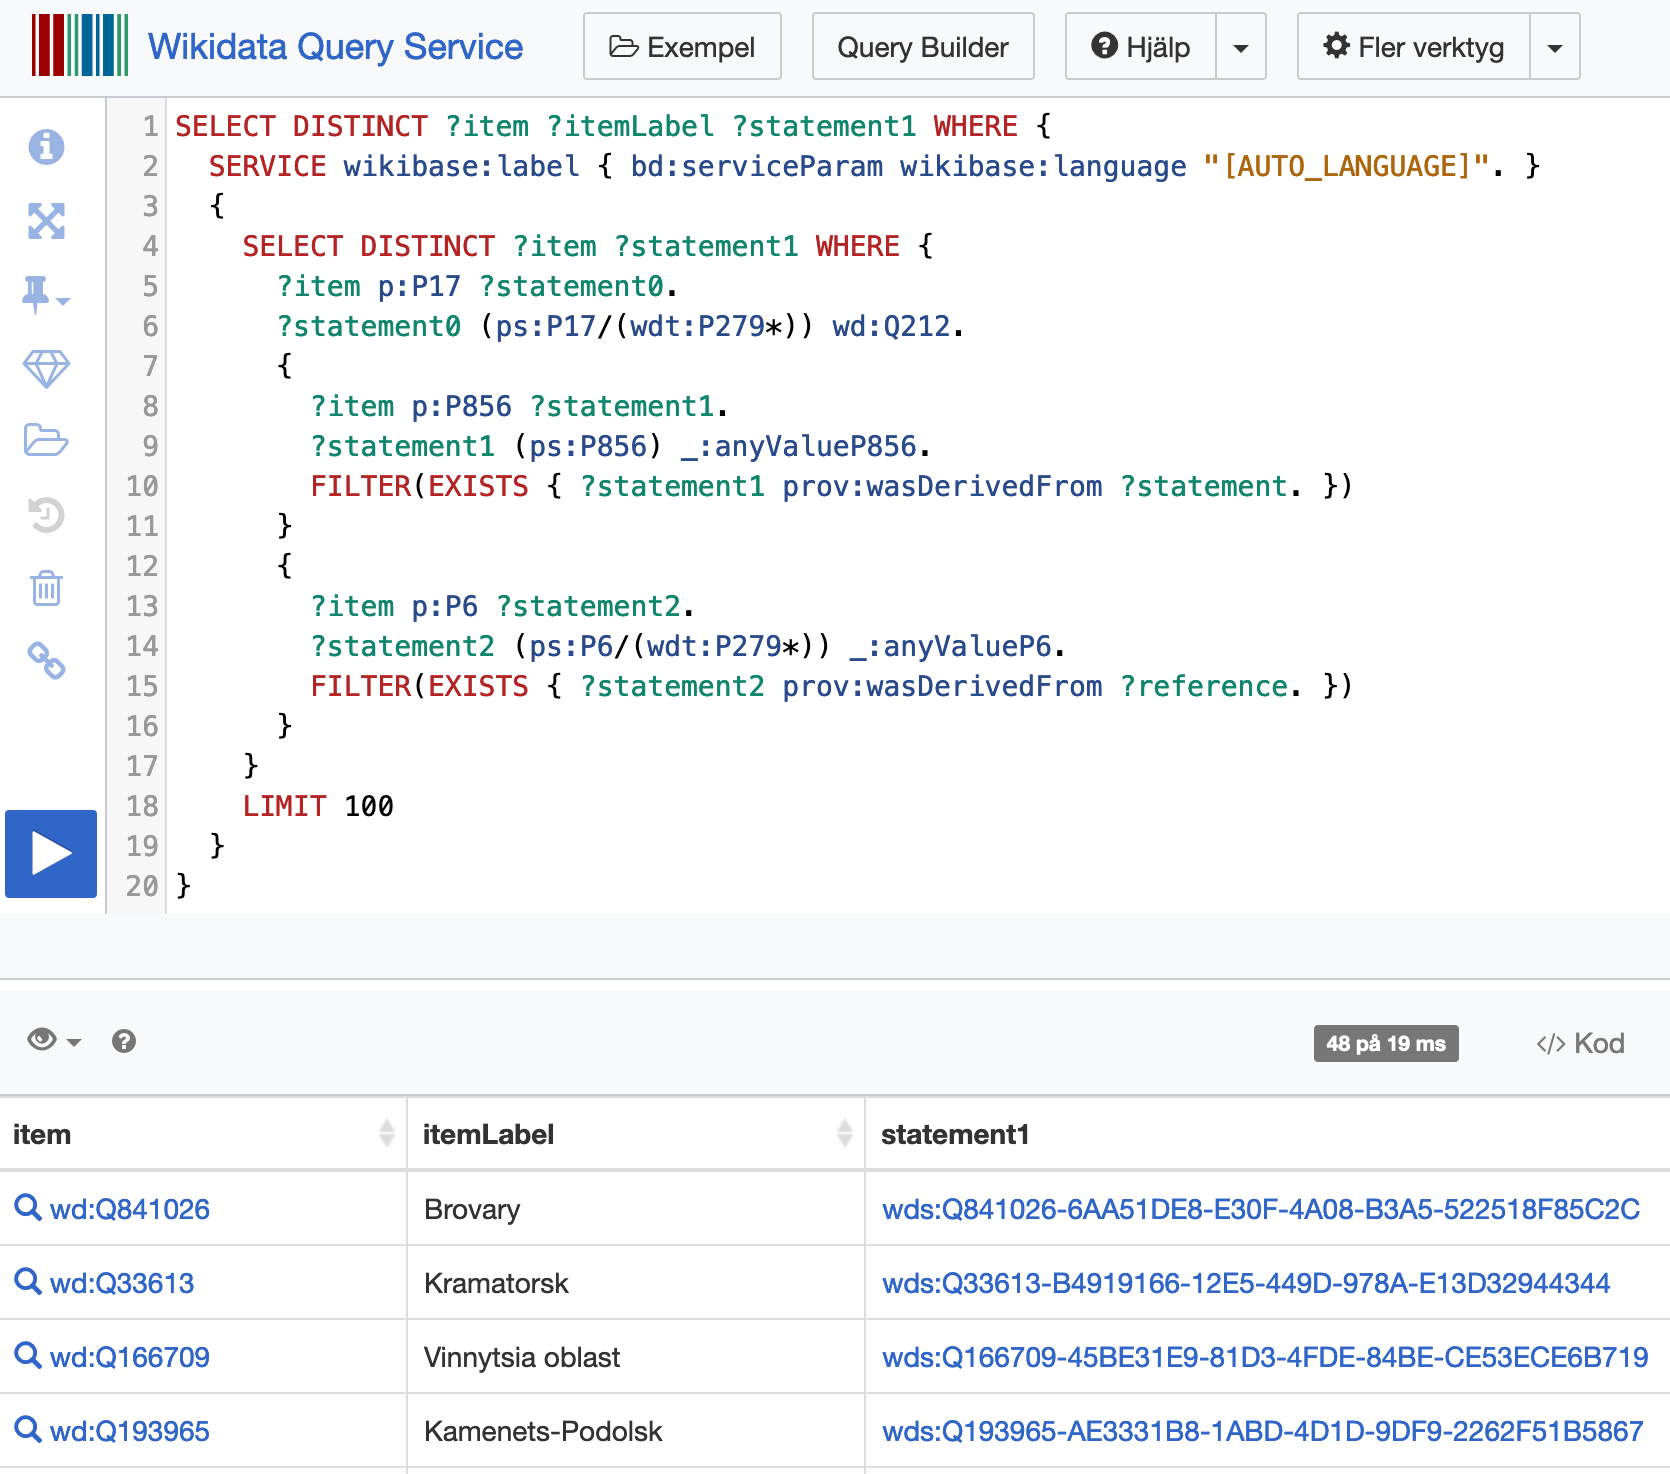 Wikidata Query Service
Exempel
Query Builder
Hjälp
Fler verktyg
1 SELECT DISTINCT ?item ?itemLabel ?statement1 WHERE {
2   SERVICE wikibase:label { bd:serviceParam wikibase:language "[AUTO_LANGUAGE]". }
3   {
4     SELECT DISTINCT ?item ?statement1 WHERE {
5       ?item p:P17 ?statement0.
6       ?statement0 (ps:P17/(wdt:P279*)) wd:Q212.
7       {
8         ?item p:P856 ?statement1.
9         ?statement1 (ps:P856) _:anyValueP856.
10         FILTER(EXISTS { ?statement1 prov:wasDerivedFrom ?statement. })
11       }
12       {
13         ?item p:P6 ?statement2.
14         ?statement2 (ps:P6/(wdt:P279*)) _:anyValueP6.
15         FILTER(EXISTS { ?statement2 prov:wasDerivedFrom ?reference. })
16       }
17     }
18     LIMIT 100
19   }
20 }
48 på 19 ms
</> Kod
item itemLabel statement1
wd:Q841026 Brovary wds:Q841026-6AA51DE8-E30F-4A08-B3A5-522518F85C2C
wd:Q33613 Kramatorsk wds:Q33613-B4919166-12E5-449D-978A-E13D32944344
wd:Q166709 Vinnytsia oblast wds:Q166709-45BE31E9-81D3-4FDE-84BE-CE53ECE6B719
wd:Q193965 Kamenets-Podolsk wds:Q193965-AE3331B8-1ABD-4D1D-9DF9-2262F51B5867